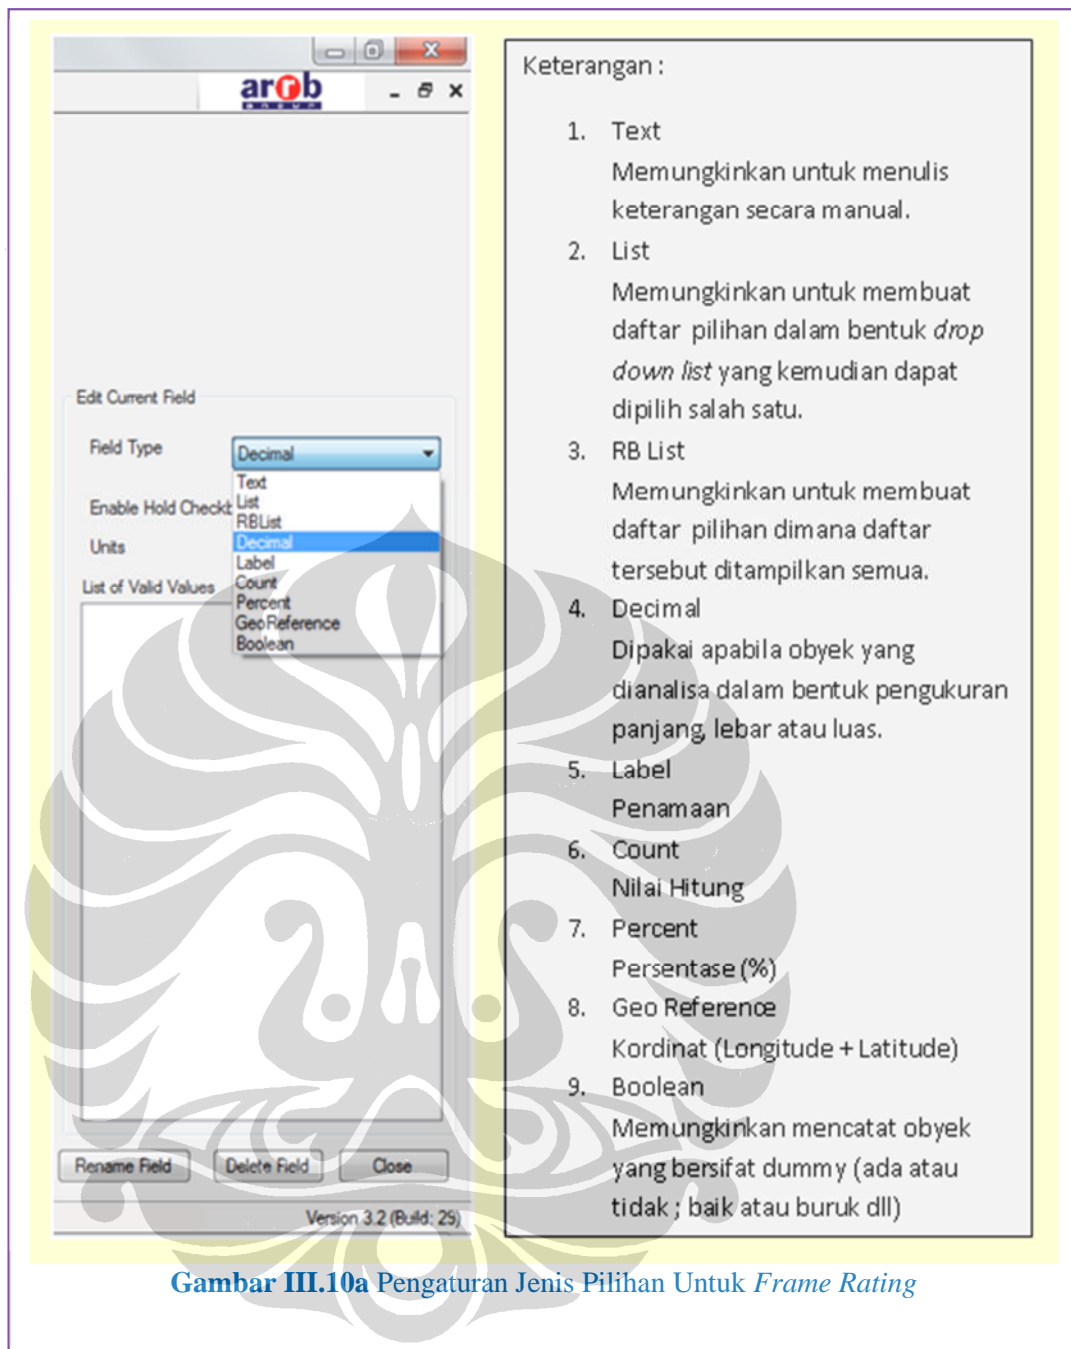 arrb
Edit Current Field
Field Type
Decimal
Text
List
RBList
Decimal
Label
Count
Percent
GeoReference
Boolean
Enable Hold Checkb
Units
List of Valid Values
Rename Field
Delete Field
Close
Version 3.2 (Build: 29)
Keterangan :
1. Text
Memungkinkan untuk menulis
keterangan secara manual.
2. List
Memungkinkan untuk membuat
daftar pilihan dalam bentuk drop
down list yang kemudian dapat
dipilih salah satu.
3. RB List
Memungkinkan untuk membuat
daftar pilihan dimana daftar
tersebut ditampilkan semua.
4. Decimal
Dipakai apabila obyek yang
dianalisa dalam bentuk pengukuran
panjang, lebar atau luas.
5. Label
Penamaan
6. Count
Nilai Hitung
7. Percent
Persentase (%)
8. Geo Reference
Kordinat (Longitude + Latitude)
9. Boolean
Memungkinkan mencatat obyek
yang bersifat dummy (ada atau
tidak ; baik atau buruk dll)
Gambar III.10a Pengaturan Jenis Pilihan Untuk Frame Rating